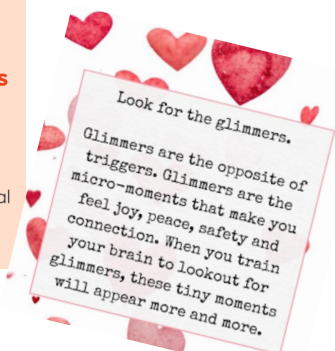 s
al
Look for the glimmers.
Glimmers are the opposite of
triggers. Glimmers are the
micro-moments that make you
feel joy, peace, safety and
connection. When you train
your brain to lookout for
glimmers, these tiny moments
will appear more and more.